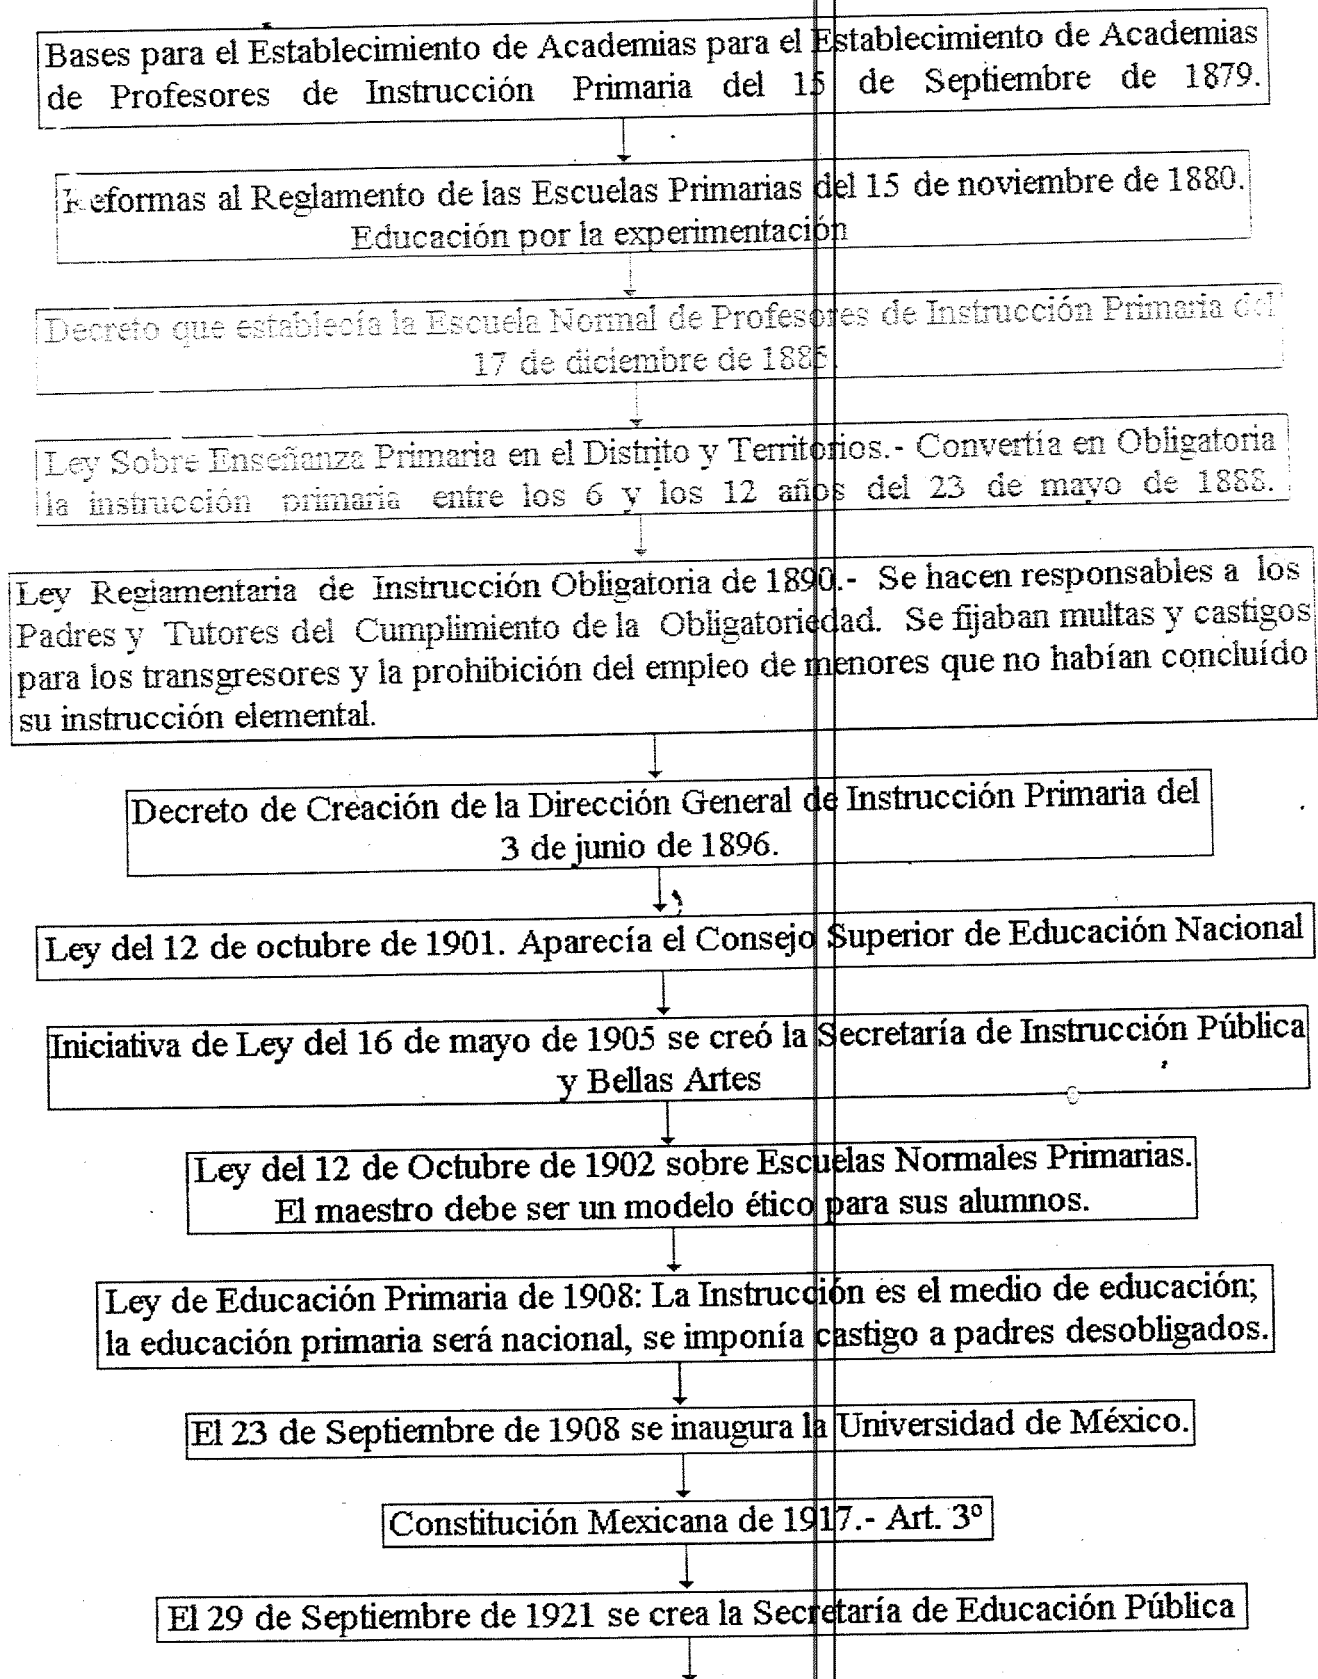 Bases para el Establecimiento de Academias para el Establecimiento de Academias
de Profesores de Instrucción Primaria del 15 de Septiembre de 1879.
Reformas al Reglamento de las Escuelas Primarias del 15 de noviembre de 1880.
Educación por la experimentación
Decreto que establecía la Escuela Normal de Profesores de Instrucción Primaria del
17 de diciembre de 1885.
Ley Sobre Enseñanza Primaria en el Distrito y Territorios.- Convertía en Obligatoria
la instrucción primaria entre los 6 y los 12 años del 23 de mayo de 1888.
Ley Reglamentaria de Instrucción Obligatoria de 1890.- Se hacen responsables a los
Padres y Tutores del Cumplimiento de la Obligatoriedad. Se fijaban multas y castigos
para los transgresores y la prohibición del empleo de menores que no habían concluído
su instrucción elemental.
Decreto de Creación de la Dirección General de Instrucción Primaria del
3 de junio de 1896.
Ley del 12 de octubre de 1901. Aparecía el Consejo Superior de Educación Nacional
Iniciativa de Ley del 16 de mayo de 1905 se creó la Secretaría de Instrucción Pública
y Bellas Artes
Ley del 12 de Octubre de 1902 sobre Escuelas Normales Primarias.
El maestro debe ser un modelo ético para sus alumnos.
Ley de Educación Primaria de 1908: La Instrucción es el medio de educación;
la educación primaria será nacional, se imponía castigo a padres desobligados.
El 23 de Septiembre de 1908 se inaugura la Universidad de México.
Constitución Mexicana de 1917.- Art. 3º
El 29 de Septiembre de 1921 se crea la Secretaría de Educación Pública